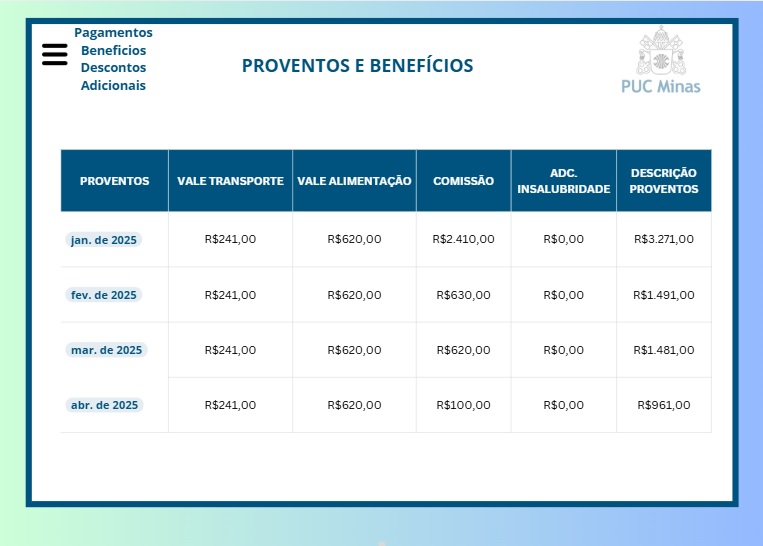 Pagamentos
Beneficios
Descontos
Adicionais
PROVENTOS E BENEFÍCIOS
PUC Minas
PROVENTOS VALE TRANSPORTE VALE ALIMENTAÇÃO COMISSÃO ADC. INSALUBRIDADE DESCRIÇÃO PROVENTOS
jan. de 2025 R$241,00 R$620,00 R$2.410,00 R$0,00 R$3.271,00
fev. de 2025 R$241,00 R$620,00 R$630,00 R$0,00 R$1.491,00
mar. de 2025 R$241,00 R$620,00 R$620,00 R$0,00 R$1.481,00
abr. de 2025 R$241,00 R$620,00 R$100,00 R$0,00 R$961,00